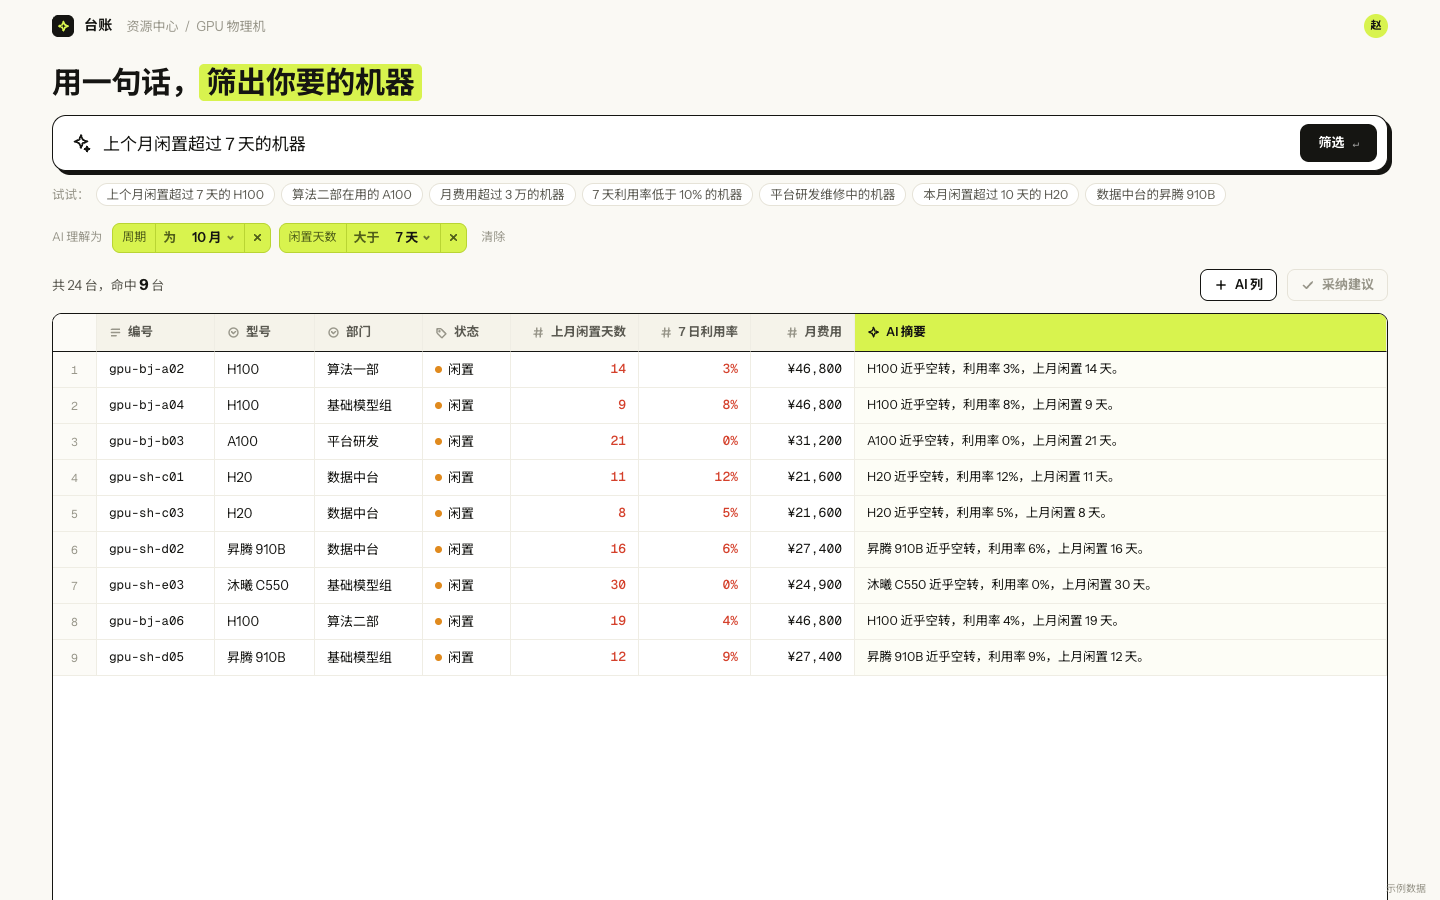 台账 资源中心 / GPU 物理机 赵
用一句话，筛出你要的机器
上个月闲置超过 7 天的机器 筛选 ↵
试试： 上个月闲置超过 7 天的 H100 算法二部在用的 A100 月费用超过 3 万的机器 7 天利用率低于 10% 的机器 平台研发维修中的机器 本月闲置超过 10 天的 H20 数据中台的昇腾 910B
AI 理解为 周期 为 10 月 × 闲置天数 大于 7 天 × 清除
共 24 台，命中 9 台 + AI 列 采纳建议
编号 型号 部门 状态 # 上月闲置天数 # 7 日利用率 # 月费用 AI 摘要
1 gpu-bj-a02 H100 算法一部 闲置 14 3% ¥46,800 H100 近乎空转，利用率 3%，上月闲置 14 天。
2 gpu-bj-a04 H100 基础模型组 闲置 9 8% ¥46,800 H100 近乎空转，利用率 8%，上月闲置 9 天。
3 gpu-bj-b03 A100 平台研发 闲置 21 0% ¥31,200 A100 近乎空转，利用率 0%，上月闲置 21 天。
4 gpu-sh-c01 H20 数据中台 闲置 11 12% ¥21,600 H20 近乎空转，利用率 12%，上月闲置 11 天。
5 gpu-sh-c03 H20 数据中台 闲置 8 5% ¥21,600 H20 近乎空转，利用率 5%，上月闲置 8 天。
6 gpu-sh-d02 昇腾 910B 数据中台 闲置 16 6% ¥27,400 昇腾 910B 近乎空转，利用率 6%，上月闲置 16 天。
7 gpu-sh-e03 沐曦 C550 基础模型组 闲置 30 0% ¥24,900 沐曦 C550 近乎空转，利用率 0%，上月闲置 30 天。
8 gpu-bj-a06 H100 算法二部 闲置 19 4% ¥46,800 H100 近乎空转，利用率 4%，上月闲置 19 天。
9 gpu-sh-d05 昇腾 910B 基础模型组 闲置 12 9% ¥27,400 昇腾 910B 近乎空转，利用率 9%，上月闲置 12 天。
示例数据